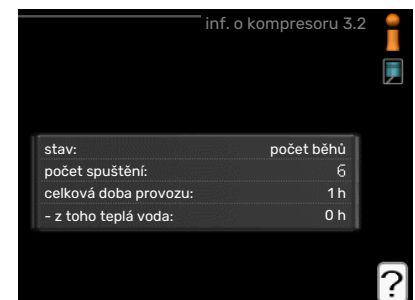 inf. o kompresoru 3.2
stav: počet běhů
počet spuštění: 6
celková doba provozu: 1 h
- z toho teplá voda: 0 h
?